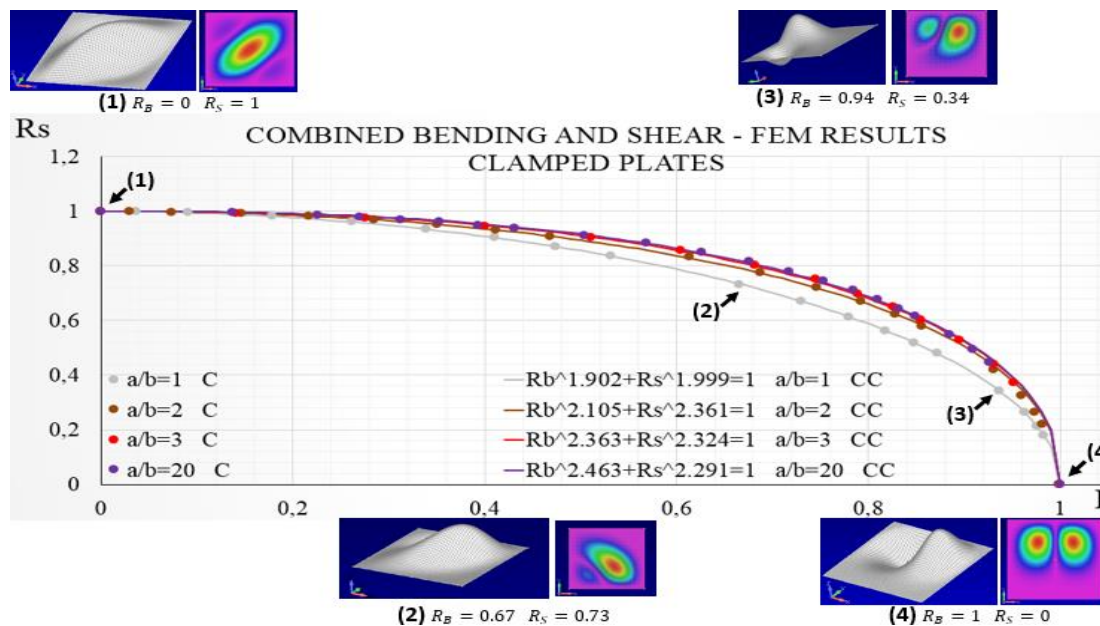 (1) R_B = 0 R_S = 1
(3) R_B = 0.94 R_S = 0.34
Rs
COMBINED BENDING AND SHEAR - FEM RESULTS
CLAMPED PLATES
1,2
1
0,8
0,6
0,4
0,2
0
(1)
(2)
(3)
(4
a/b=1 C
a/b=2 C
a/b=3 C
a/b=20 C
Rb^1.902+Rs^1.999=1 a/b=1 CC
Rb^2.105+Rs^2.361=1 a/b=2 CC
Rb^2.363+Rs^2.324=1 a/b=3 CC
Rb^2.463+Rs^2.291=1 a/b=20 CC
0 0,2 0,4 0,6 0,8 1
(2) R_B = 0.67 R_S = 0.73
(4) R_B = 1 R_S = 0